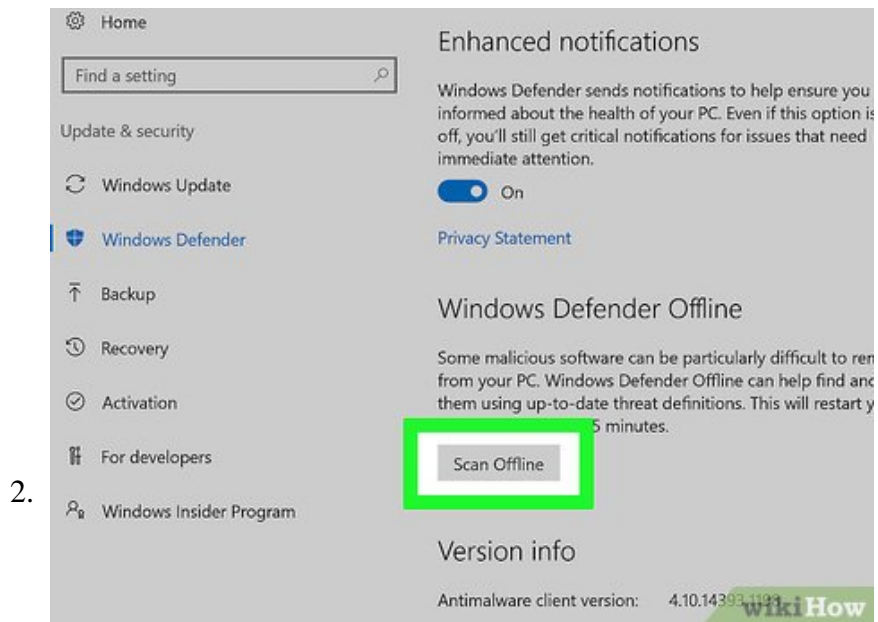 Home
Find a setting
Update & security
Windows Update
Windows Defender
Backup
Recovery
Activation
For developers
Windows Insider Program
2.
Enhanced notifications
Windows Defender sends notifications to help ensure you
informed about the health of your PC. Even if this option is
off, you'll still get critical notifications for issues that need
immediate attention.
On
Privacy Statement
Windows Defender Offline
Some malicious software can be particularly difficult to rem
from your PC. Windows Defender Offline can help find and
them using up-to-date threat definitions. This will restart y
5 minutes.
Scan Offline
Version info
Antimalware client version: 4.10.14393.1198
wikiHow